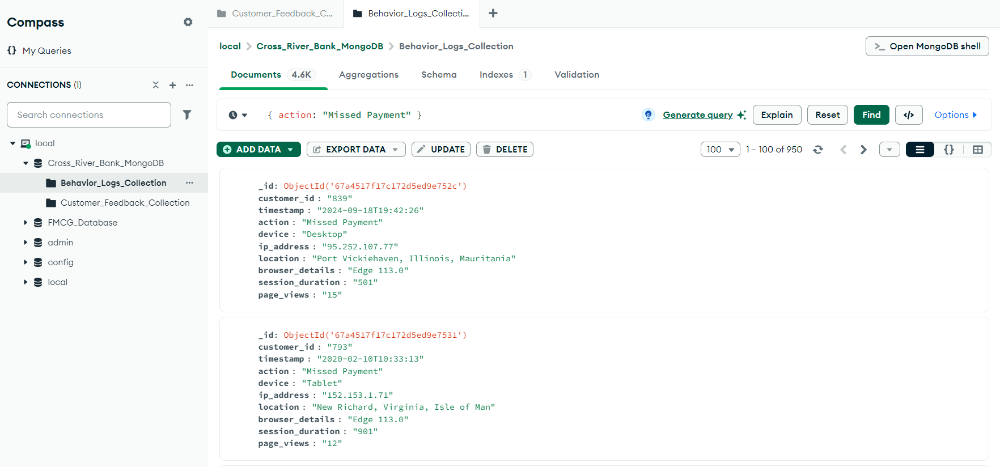 Compass
My Queries
CONNECTIONS (1)
Search connections
local
Cross_River_Bank_MongoDB
Behavior_Logs_Collection
Customer_Feedback_Collection
FMCG_Database
admin
config
local
Customer_Feedback_C...
Behavior_Logs_Collecti...
local
Cross_River_Bank_MongoDB
Behavior_Logs_Collection
>_ Open MongoDB shell
Documents 4.6K Aggregations Schema Indexes 1 Validation
{ action: "Missed Payment" }
Generate query
Explain
Reset
Find
</>
Options
ADD DATA
EXPORT DATA
UPDATE
DELETE
100
1 – 100 of 950
{}
_id: ObjectId('67a4517f17c172d5ed9e752c')
customer_id : "839"
timestamp : "2024-09-18T19:42:26"
action : "Missed Payment"
device : "Desktop"
ip_address : "95.252.107.77"
location : "Port Vickiehaven, Illinois, Mauritania"
browser_details : "Edge 113.0"
session_duration : "501"
page_views : "15"
_id: ObjectId('67a4517f17c172d5ed9e7531')
customer_id : "793"
timestamp : "2020-02-10T10:33:13"
action : "Missed Payment"
device : "Tablet"
ip_address : "152.153.1.71"
location : "New Richard, Virginia, Isle of Man"
browser_details : "Edge 113.0"
session_duration : "901"
page_views : "12"